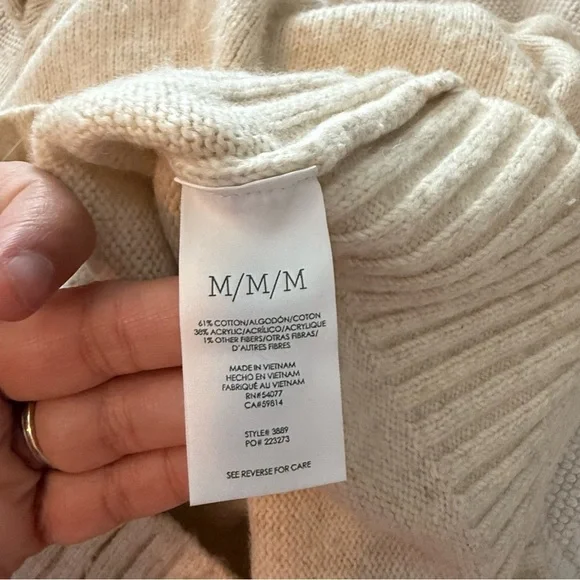 M/M/M
61% COTTON/ALGODÓN/COTON
38% ACRYLIC/ACRÍLICO/ACRYLIQUE
1% OTHER FIBERS/OTRAS FIBRAS/
D'AUTRES FIBRES
MADE IN VIETNAM
HECHO EN VIETNAM
FABRIQUÉ AU VIETNAM
RN#54077
CA#59814
STYLE# 3889
PO# 223273
SEE REVERSE FOR CARE